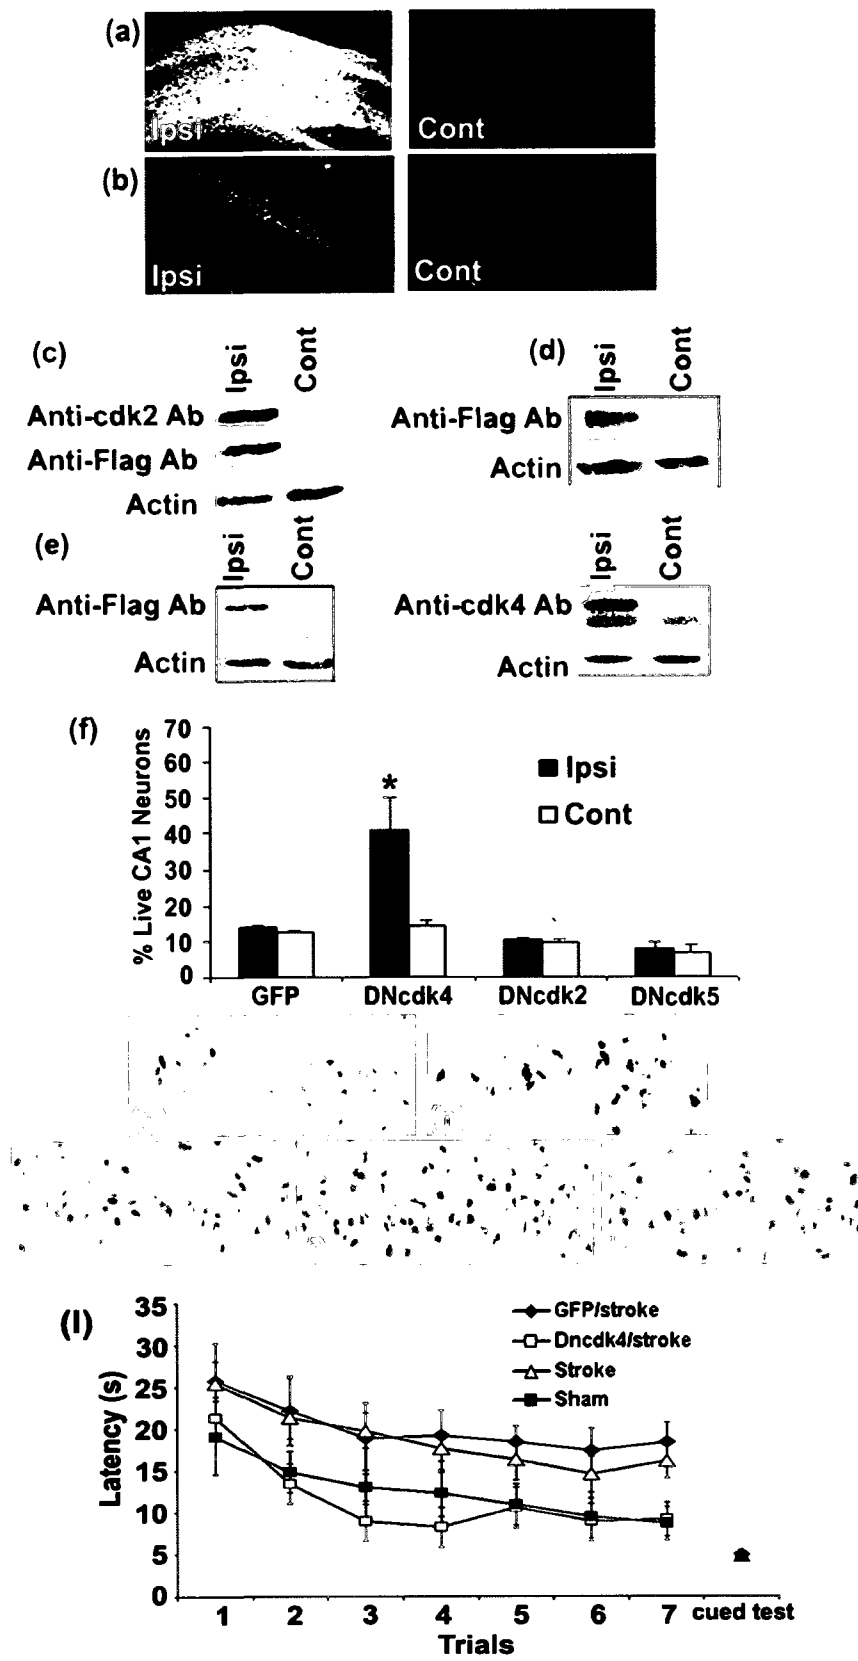 (a)
Ipsi
Cont
(b)
Ipsi
Cont
(c)
Ipsi
Cont
Anti-cdk2 Ab
Anti-Flag Ab
Actin
(d)
Ipsi
Cont
Anti-Flag Ab
Actin
(e)
Ipsi
Cont
Anti-Flag Ab
Actin
Ipsi
Cont
Anti-cdk4 Ab
Actin
(f)
% Live CA1 Neurons
70
60
50
40
30
20
10
0
*
Ipsi
Cont
GFP DNcdk4 DNcdk2 DNcdk5
(l)
Latency (s)
35
30
25
20
15
10
5
0
GFP/stroke
Dncdk4/stroke
Stroke
Sham
1 2 3 4 5 6 7 cued test
Trials